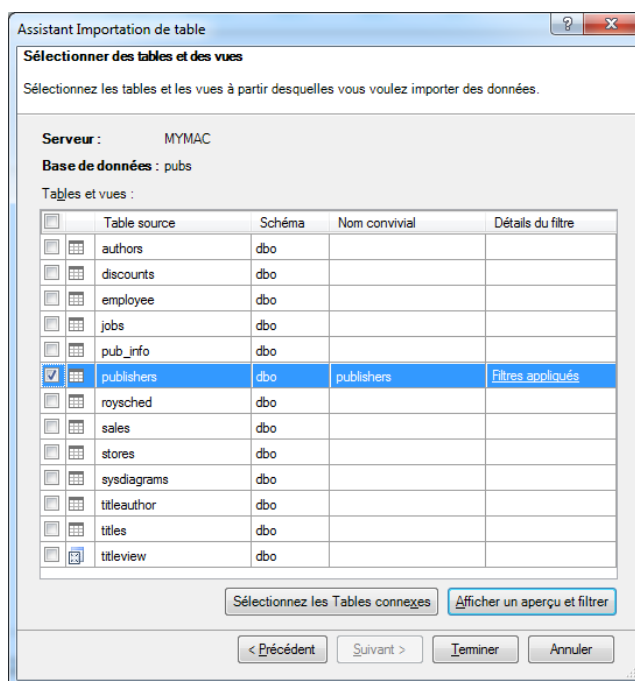 Assistant Importation de table
Sélectionner des tables et des vues
Sélectionnez les tables et les vues à partir desquelles vous voulez importer des données.
Serveur : MYMAC
Base de données : pubs
Tables et vues :
Table source Schéma Nom convivial Détails du filtre
authors dbo
discounts dbo
employee dbo
jobs dbo
pub_info dbo
publishers dbo publishers Filtres appliqués
roysched dbo
sales dbo
stores dbo
sysdiagrams dbo
titleauthor dbo
titles dbo
titleview dbo
Sélectionnez les Tables connexes Afficher un aperçu et filtrer
< Précédent Suivant > Terminer Annuler